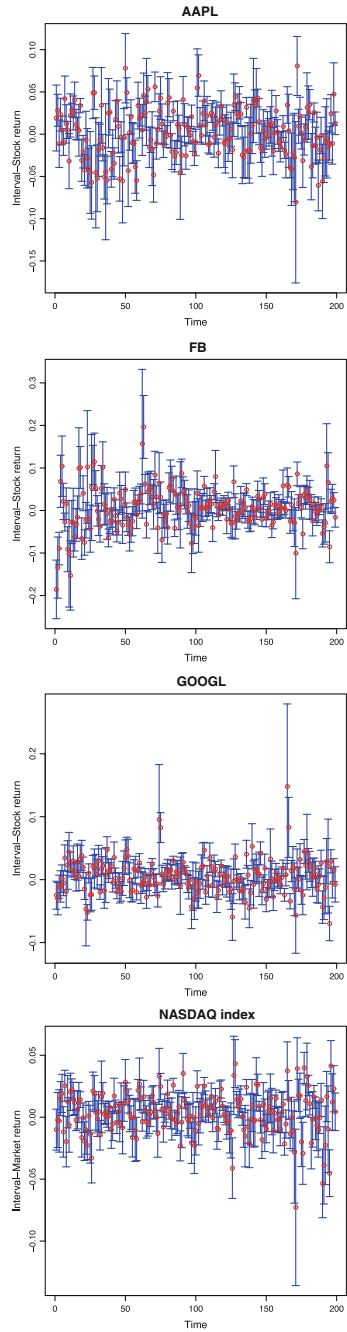 AAPL
Interval–Stock return
0.10
0.05
0.00
-0.05
-0.10
-0.15
0 50 100 150 200
Time
FB
Interval–Stock return
0.3
0.2
0.1
0.0
-0.1
-0.2
0 50 100 150 200
Time
GOOGL
Interval–Stock return
0.2
0.1
0.0
-0.1
0 50 100 150 200
Time
NASDAQ index
Interval–Market return
0.05
0.00
-0.05
-0.10
0 50 100 150 200
Time